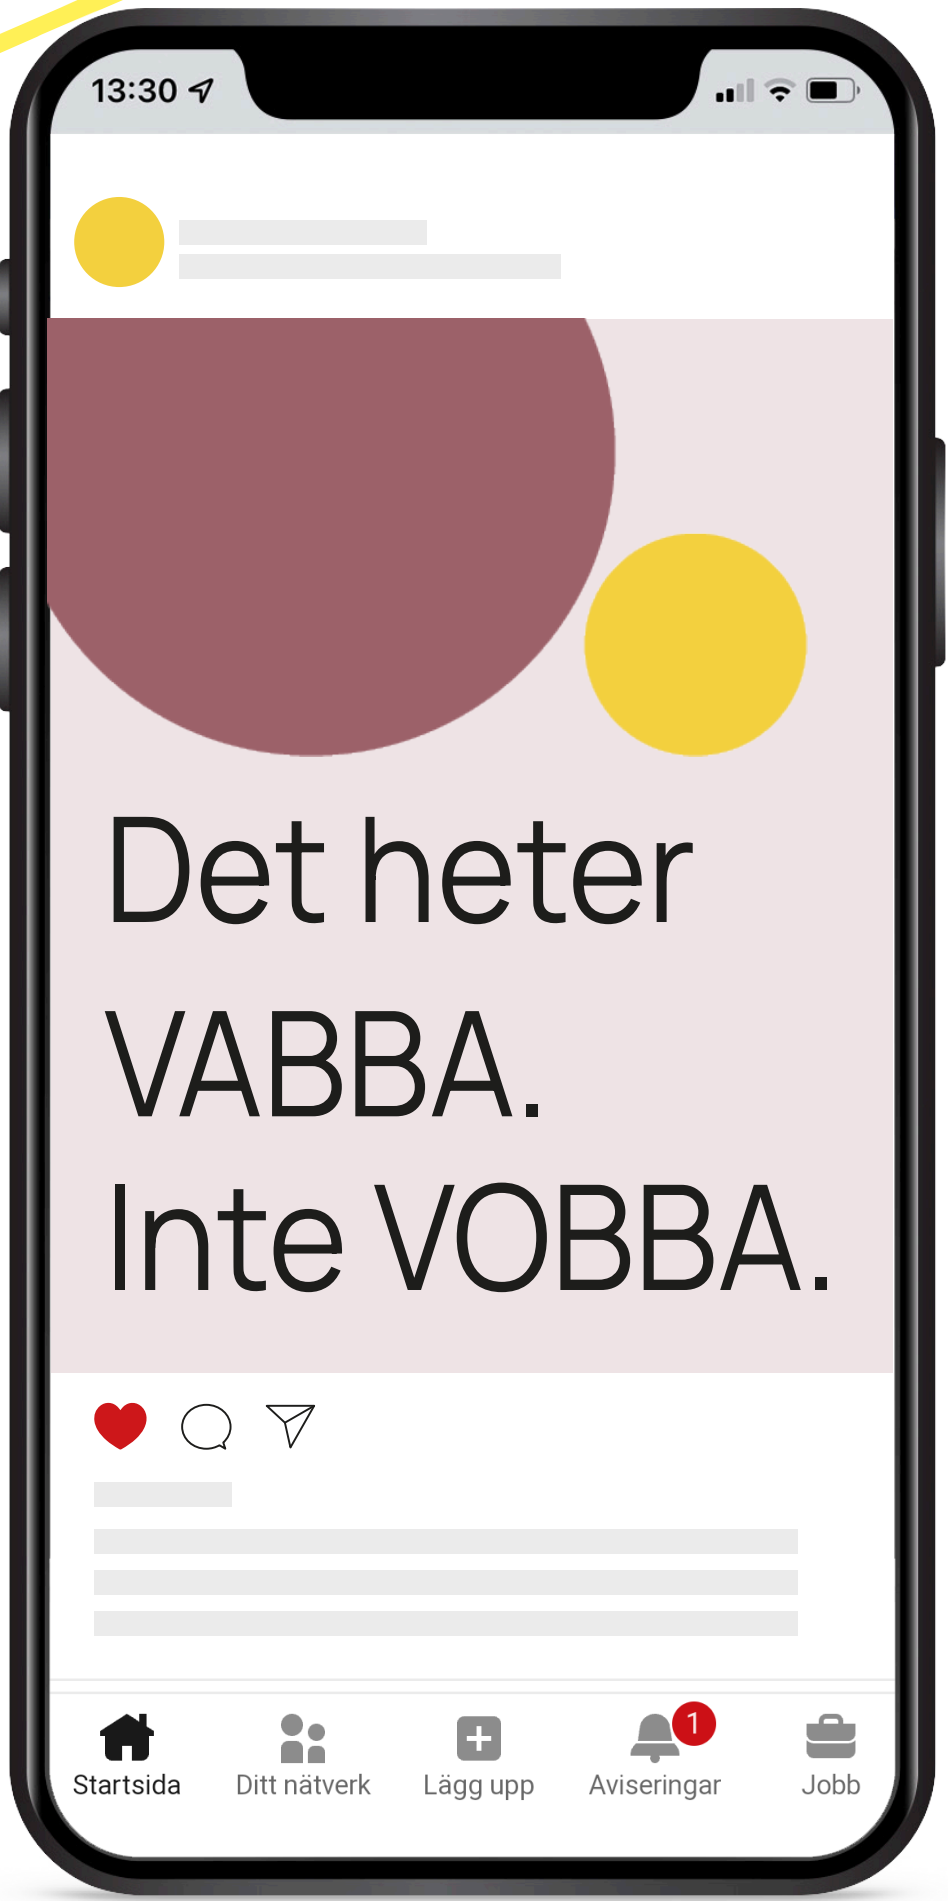 13:30
Det heter
VABBA.
Inte VOBBA.
1
Startsida
Ditt nätverk
Lägg upp
Aviseringar
Jobb